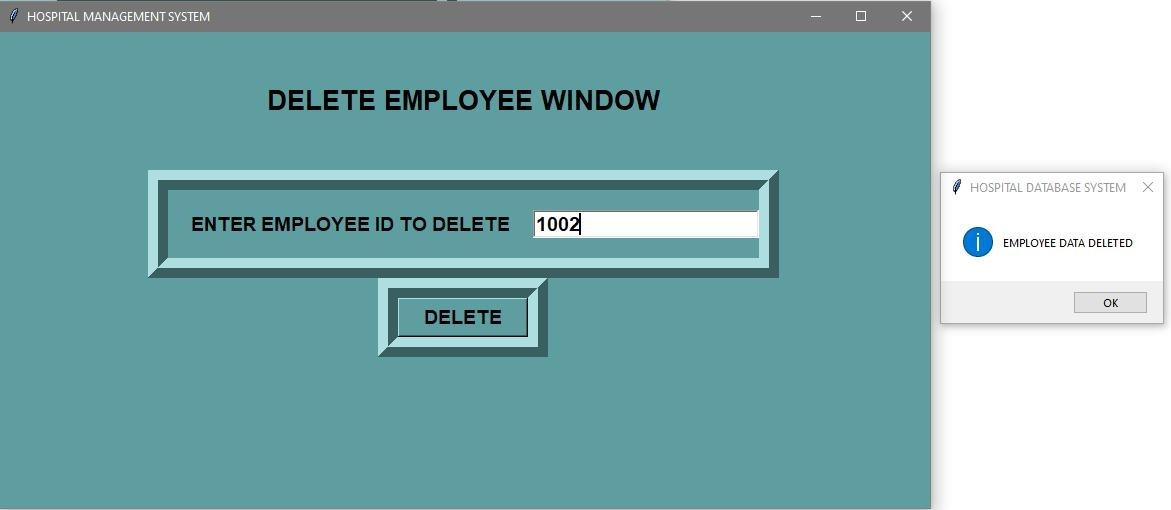 HOSPITAL MANAGEMENT SYSTEM
DELETE EMPLOYEE WINDOW
ENTER EMPLOYEE ID TO DELETE 1002
DELETE
HOSPITAL DATABASE SYSTEM
EMPLOYEE DATA DELETED
OK